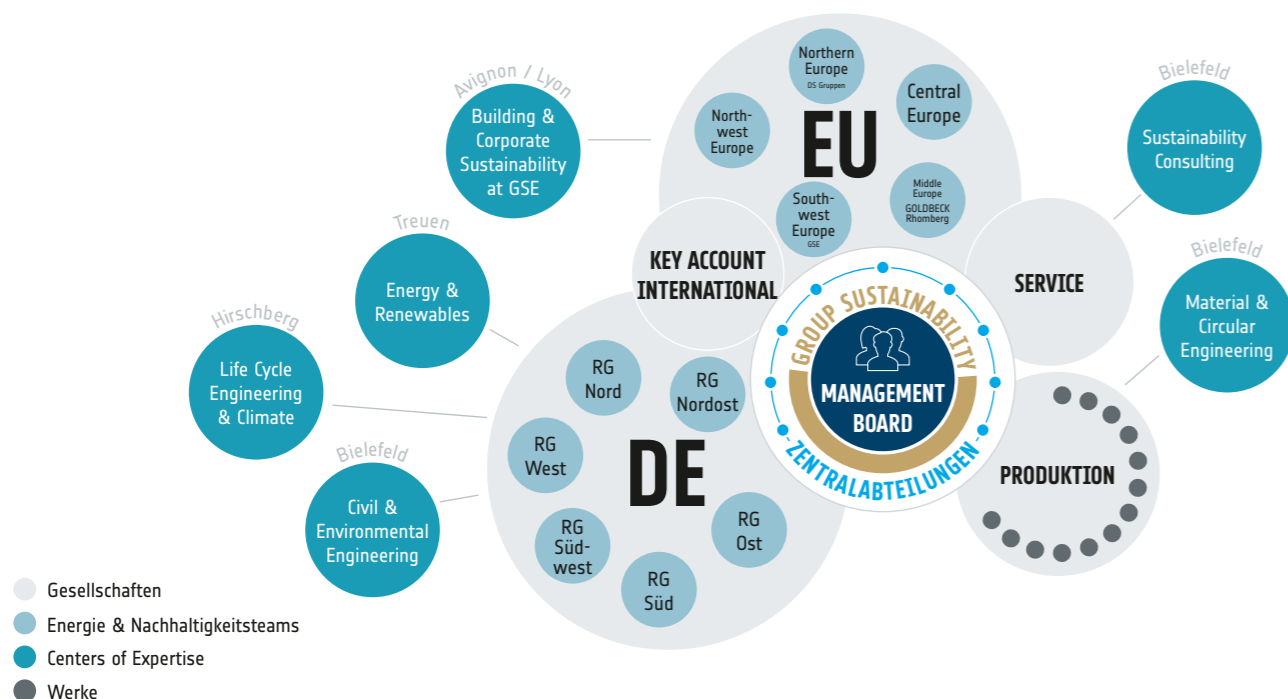 Avignon / Lyon
Building &
Corporate
Sustainability
at GSE
Treuen
Energy &
Renewables
Hirschberg
Life Cycle
Engineering
& Climate
Bielefeld
Civil &
Environmental
Engineering
Northern
Europe
DS Gruppen
Central
Europe
North-
west
Europe
EU
South-
west
Europe
GSE
Middle
Europe
GOLDBECK
Rhomberg
KEY ACCOUNT
INTERNATIONAL
GROUP SUSTAINABILITY
MANAGEMENT
BOARD
ZENTRALABTEILUNGEN
SERVICE
Bielefeld
Sustainability
Consulting
Bielefeld
Material &
Circular
Engineering
PRODUKTION
RG
Nord
RG
Nordost
RG
West
DE
RG
Süd-
west
RG
Ost
RG
Süd
Gesellschaften
Energie & Nachhaltigkeitsteams
Centers of Expertise
Werke